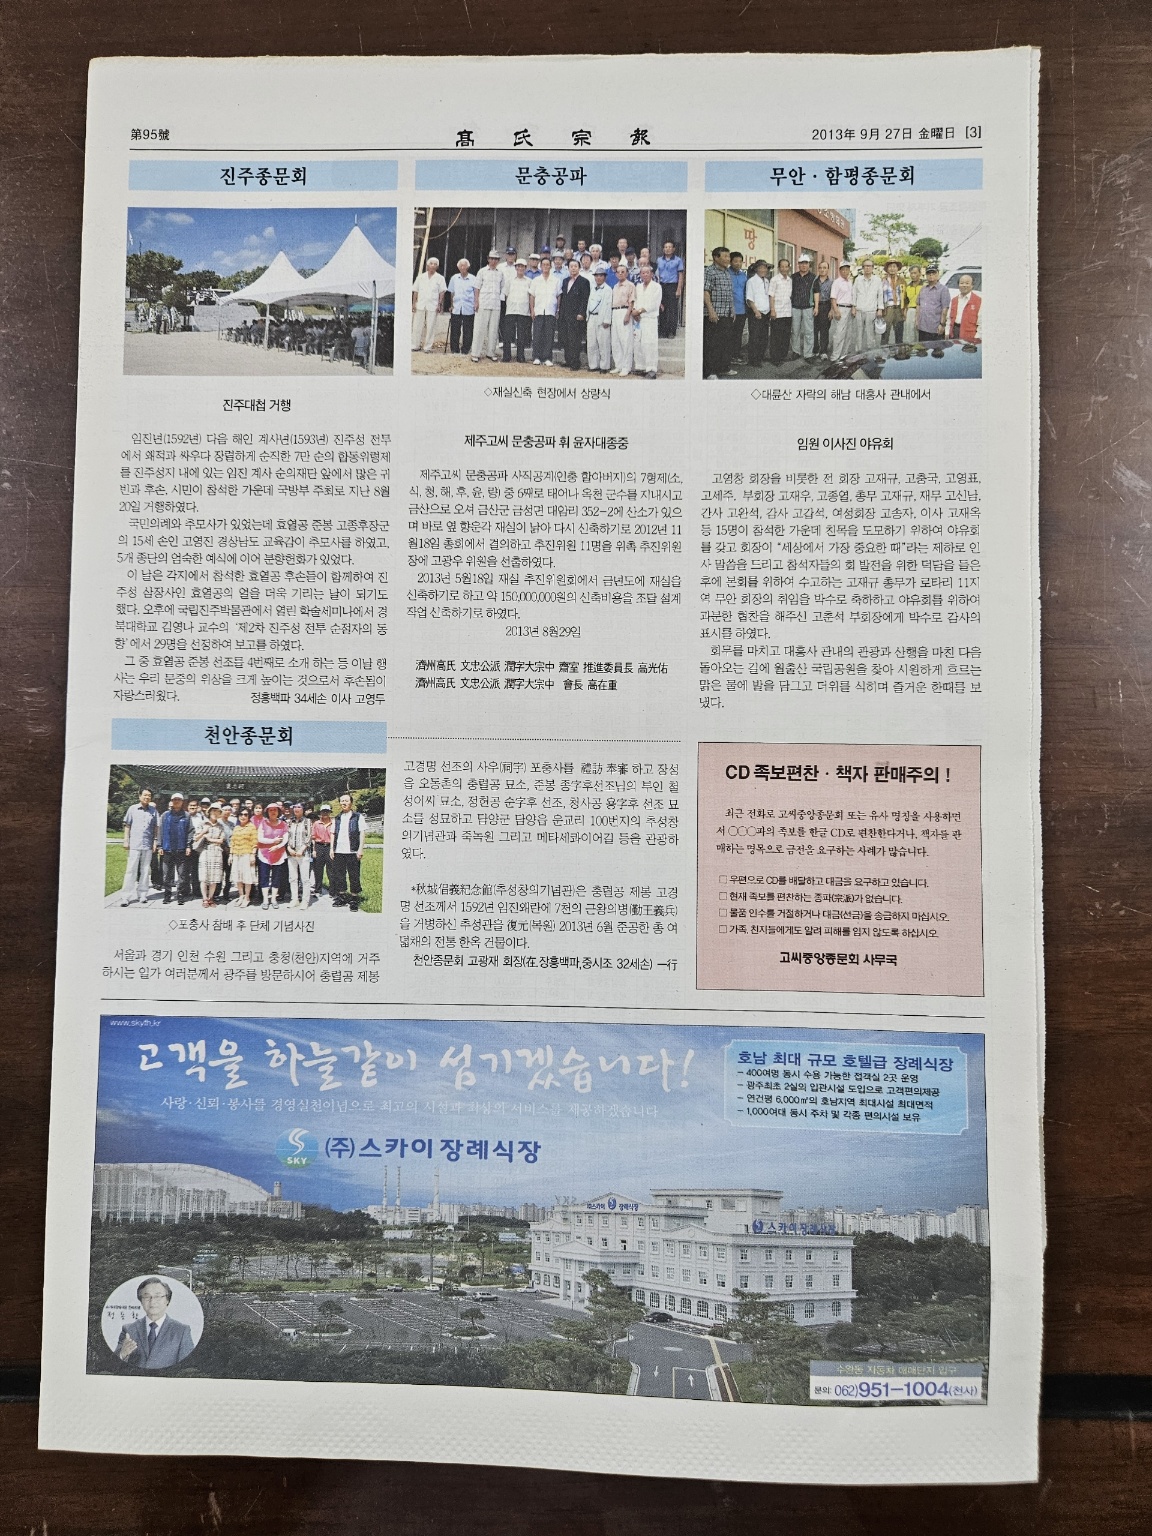 第95號
髙氏宗報
2013年 9月 27日 金曜日 [3]
진주종문회
진주대첩 거행
임진년(1592년) 다음 해인 계사년(1593년) 진주성 전투
에서 왜적과 싸우다 장렬하게 순직한 7만 순의 합동위령제
를 진주성지 내에 있는 임진 계사 순의제단 앞에서 많은 귀
빈과 후손, 시민이 참석한 가운데 국방부 주최로 지난 8월
20일 거행하였다.
국민의례와 추모사가 있었는데 효열공 준봉 고종후장군
의 15세 손인 고영진 경상남도 교육감이 추모사를 하였고,
5개 종단의 엄숙한 예식에 이어 분향헌화가 있었다.
이 날은 각지에서 참석한 효열공 후손들이 함께하여 진
주성 삼장사인 효열공의 얼을 더욱 기리는 날이 되기도
했다. 오후에 국립진주박물관에서 열린 학술세미나에서 경
북대학교 김영나 교수의 '제2차 진주성 전투 순절자의 동
향'에서 29명을 선정하여 보고를 하였다.
그 중 효열공 준봉 선조를 4번째로 소개 하는 등 이날 행
사는 우리 문중의 위상을 크게 높이는 것으로서 후손됨이
자랑스러웠다. 정흥백파 34세손 이사 고영두
문충공파
◇재실신축 현장에서 상량식
제주고씨 문충공파 휘 윤자대종중
제주고씨 문충공파 사직공계(인충 할아버지)의 7형제(소,
식, 청, 해, 후, 윤, 량) 중 6째로 태어나 옥천 군수를 지내시고
금산으로 오셔 금산군 금성면 대암리 352-2에 산소가 있으
며 바로 옆 향운각 재실이 낡아 다시 신축하기로 2012년 11
월18일 총회에서 결의하고 추진위원 11명을 위촉 추진위원
장에 고광우 위원을 선출하였다.
2013년 5월18일 재실 추진위원회에서 금년도에 재실을
신축하기로 하고 약 150,000,000원의 신축비용을 조달 설계
작업 신축하기로 하였다.
2013년 8월29일
濟州高氏 文忠公派 潤字大宗中 齋室 推進委員長 高光佑
濟州高氏 文忠公派 潤字大宗中 會長 高在重
무안 · 함평종문회
◇대륜산 자락의 해남 대흥사 관내에서
임원 이사진 야유회
고영창 회장을 비롯한 전 회장 고재규, 고충국, 고영표,
고세주, 부회장 고재우, 고종열, 총무 고재규, 재무 고신남,
간사 고완석, 감사 고갑석, 여성회장 고송자, 이사 고재옥
등 15명이 참석한 가운데 친목을 도모하기 위하여 야유회
를 갖고 회장이 "세상에서 가장 중요한 때"라는 제하로 인
사 말씀을 드리고 참석자들의 회 발전을 위한 덕담을 들은
후에 본회를 위하여 수고하는 고재규 총무가 로타리 11지
역 무안 회장의 취임을 박수로 축하하고 야유회를 위하여
과분한 협찬을 해주신 고춘석 부회장에게 박수로 감사의
표시를 하였다.
회무를 마치고 대흥사 관내의 관광과 산행을 마친 다음
돌아오는 길에 월출산 국립공원을 찾아 시원하게 흐르는
맑은 물에 발을 담그고 더위를 식히며 즐거운 한때를 보
냈다.
천안종문회
◇포충사 참배 후 단체 기념사진
서울과 경기 인천 수원 그리고 충청(천안)지역에 거주
하시는 일가 여러분께서 광주를 방문하시어 충렬공 제봉
고경명 선조의 사우(祠宇) 포충사를 禮訪 奉審 하고 장성
읍 오동촌의 충렬공 묘소, 준봉 종字후선조님의 부인 철
성이씨 묘소, 정헌공 순字후 선조, 창사공 용字후 선조 묘
소를 성묘하고 담양군 담양읍 운교리 100번지의 추성창
의기념관과 죽녹원 그리고 메타세콰이어길 등을 관광하
였다.
*秋城倡義紀念館(추성창의기념관)은 충렬공 제봉 고경
명 선조께서 1592년 임진왜란에 7천의 근왕의병(勤王義兵)
을 거병하신 추성관을 復元(복원) 2013년 6월 준공한 총 여
덟채의 전통 한옥 건물이다.
천안종문회 고광재 회장(在.장흥백파,중시조 32세손) 一行
CD 족보편찬 · 책자 판매주의 !
최근 전화로 고씨중앙종문회 또는 유사 명칭을 사용하면
서 ○○○파의 족보를 한글 CD로 편찬한다거나, 책자를 판
매하는 명목으로 금전을 요구하는 사례가 많습니다.
□ 우편으로 CD를 배달하고 대금을 요구하고 있습니다.
□ 현재 족보를 편찬하는 종파(宗派)가 없습니다.
□ 물품 인수를 거절하거나 대금(선금)을 송금하지 마십시오.
□ 가족, 친지들에게도 알려 피해를 입지 않도록 하십시오.
고씨중앙종문회 사무국
www.skyth.kr
고객을 하늘같이 섬기겠습니다!
사랑·신뢰·봉사를 경영실천이념으로 최고의 시설과 최상의 서비스를 제공하겠습니다
SKY (주)스카이장례식장
호남 최대 규모 호텔급 장례식장
- 400여명 동시 수용 가능한 접객실 2곳 운영
- 광주최초 2실의 입관시설 도입으로 고객편의제공
- 연건평 6,000㎡의 호남지역 최대시설 최대면적
- 1,000여대 동시 주차 및 각종 편의시설 보유
㈜스카이 장례식장
스카이장례식장
수완동 자동차 매매단지 입구
문의: 062)951-1004(천사)